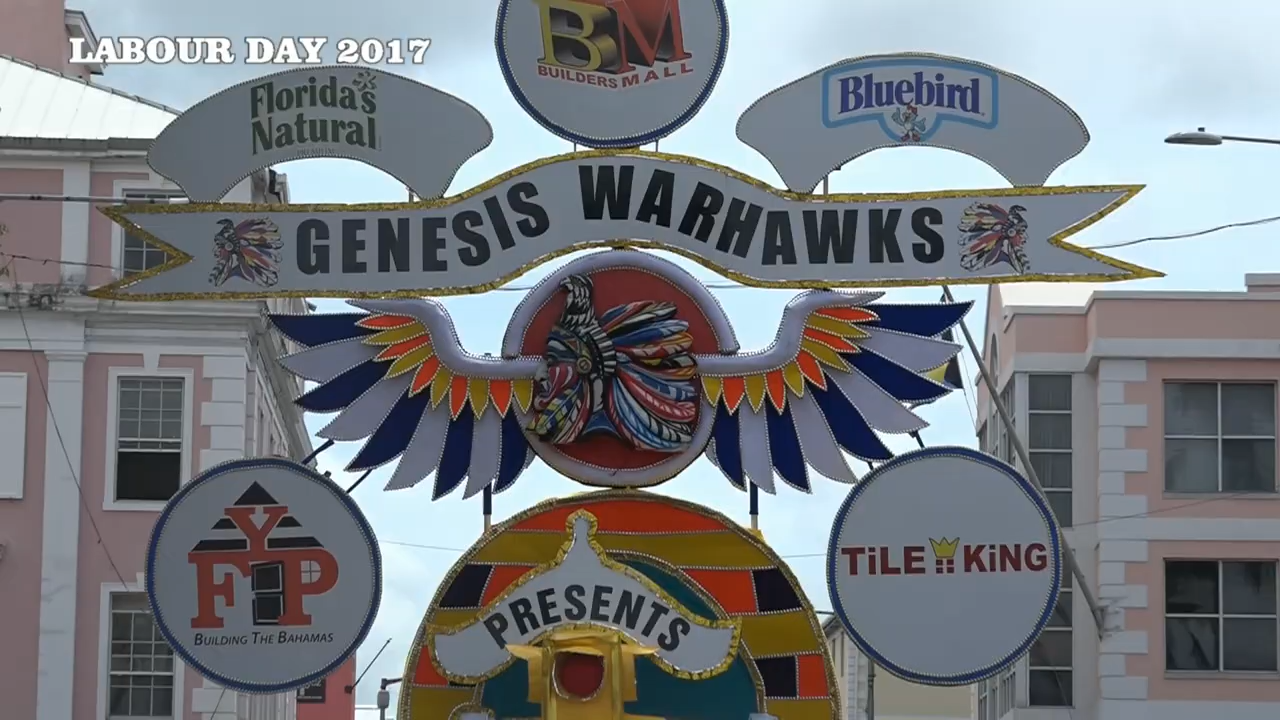 LABOUR DAY 2017
BM
BUILDERS MALL
Florida's
Natural
Bluebird
GENESIS WARHAWKS
FYP
BUILDING THE BAHAMAS
TiLE KiNG
PRESENTS